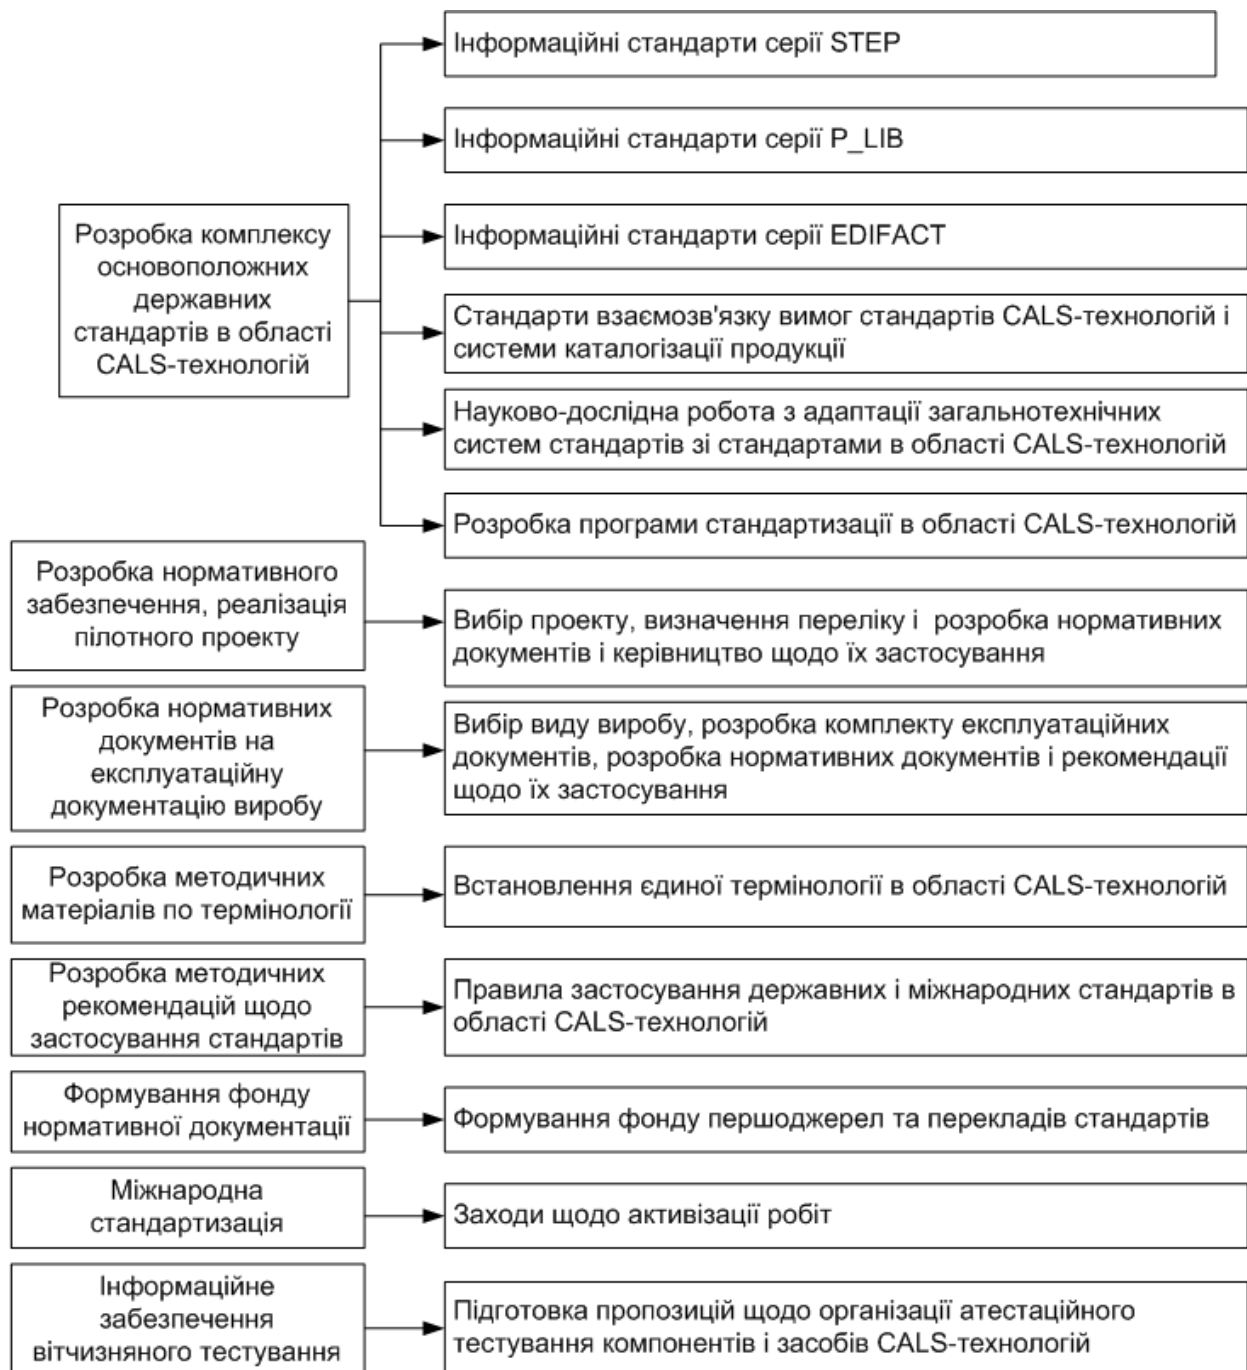 Інформаційні стандарти серії STEP
Інформаційні стандарти серії P_LIB
Розробка комплексу
основоположних
державних
стандартів в області
CALS-технологій
Інформаційні стандарти серії EDIFACT
Стандарти взаємозв'язку вимог стандартів CALS-технологій і
системи каталогізації продукції
Науково-дослідна робота з адаптації загальнотехнічних
систем стандартів зі стандартами в області CALS-технологій
Розробка програми стандартизації в області CALS-технологій
Розробка нормативного
забезпечення, реалізація
пілотного проекту
Вибір проекту, визначення переліку і розробка нормативних
документів і керівництво щодо їх застосування
Розробка нормативних
документів на
експлуатаційну
документацію виробу
Вибір виду виробу, розробка комплекту експлуатаційних
документів, розробка нормативних документів і рекомендації
щодо їх застосування
Розробка методичних
матеріалів по термінології
Встановлення єдиної термінології в області CALS-технологій
Розробка методичних
рекомендацій щодо
застосування стандартів
Правила застосування державних і міжнародних стандартів в
області CALS-технологій
Формування фонду
нормативної документації
Формування фонду першоджерел та перекладів стандартів
Міжнародна
стандартизація
Заходи щодо активізації робіт
Інформаційне
забезпечення
вітчизняного тестування
Підготовка пропозицій щодо організації атестаційного
тестування компонентів і засобів CALS-технологій